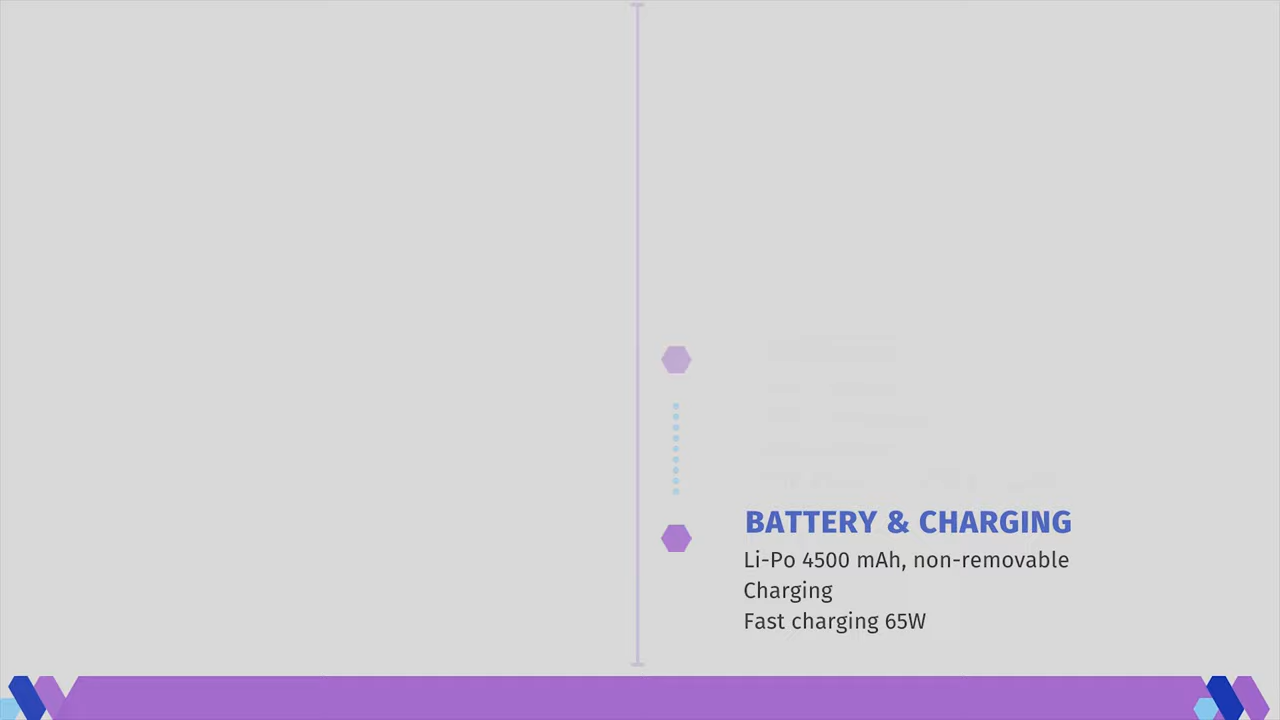 BATTERY & CHARGING
Li-Po 4500 mAh, non-removable
Charging
Fast charging 65W